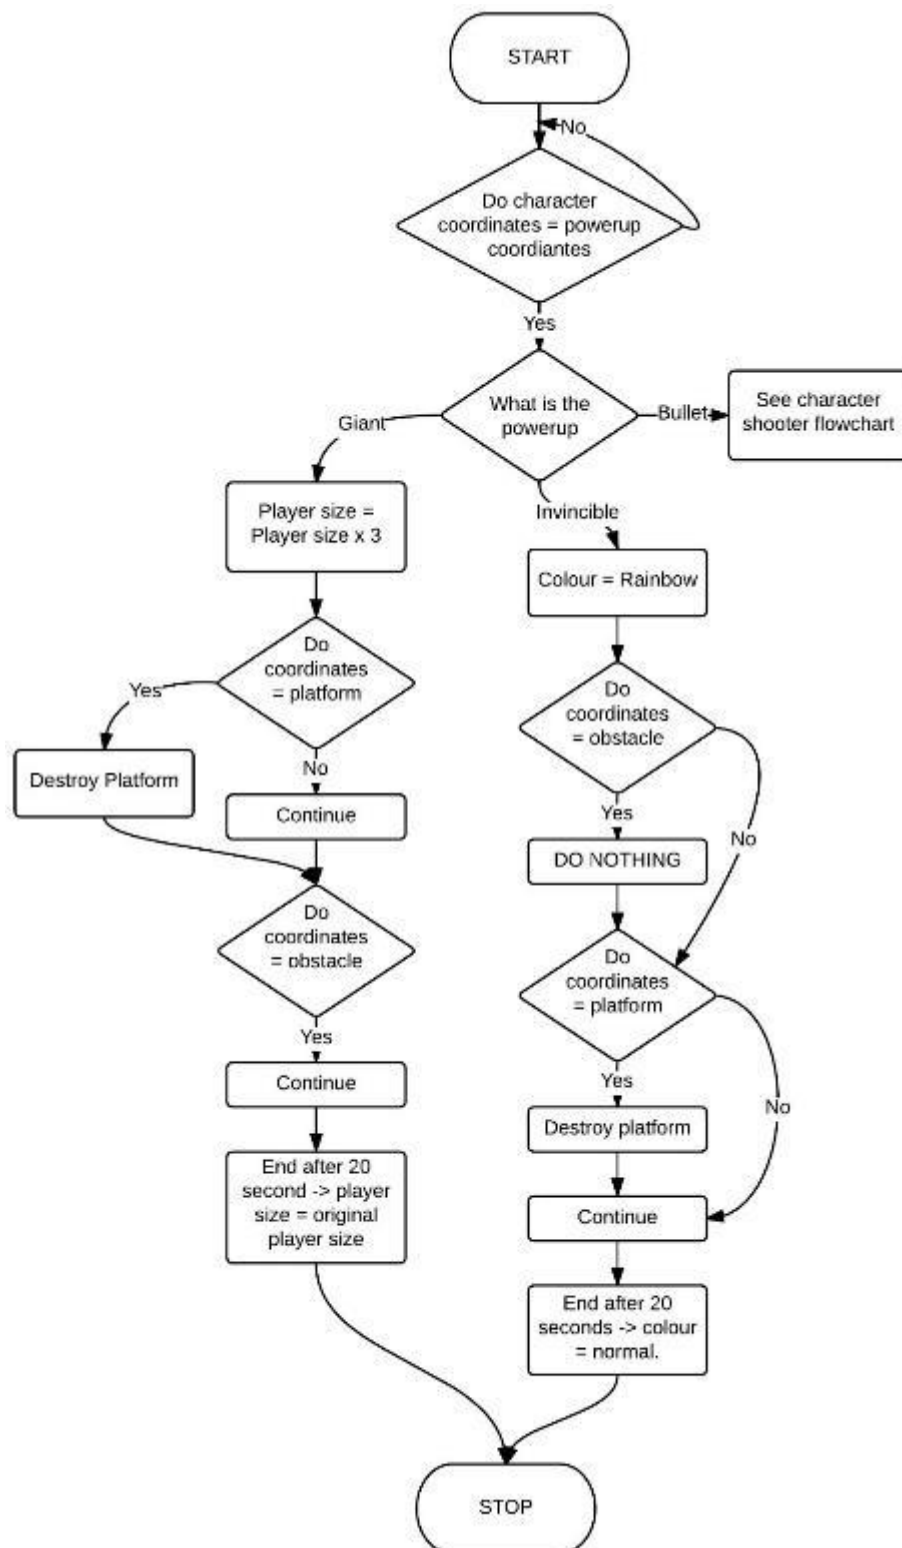 START
No
Do character
coordinates = powerup
coordiantes
Yes
What is the
powerup
Bullet
See character
shooter flowchart
Giant
Invincible
Player size =
Player size x 3
Colour = Rainbow
Do
coordinates
= platform
Yes
No
Destroy Platform
Continue
Do
coordinates
= obstacle
Yes
No
DO NOTHING
Do
coordinates
= obstacle
Yes
Continue
End after 20
second -> player
size = original
player size
Do
coordinates
= platform
Yes
No
Destroy platform
Continue
End after 20
seconds -> colour
= normal.
STOP